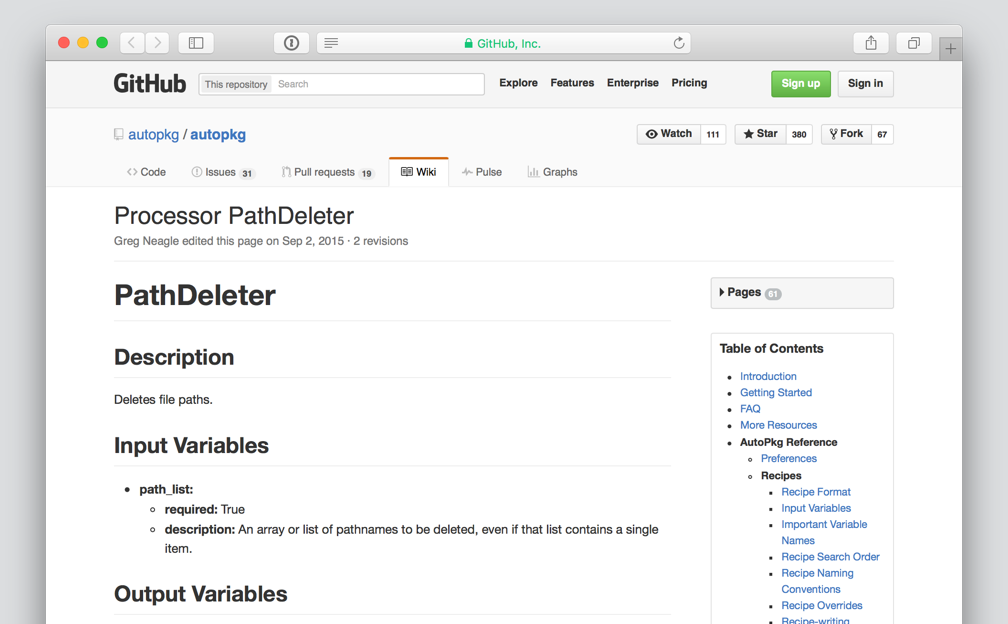 GitHub, Inc.
GitHub This repository Search Explore Features Enterprise Pricing Sign up Sign in
autopkg / autopkg Watch 111 Star 380 Fork 67
Code Issues 31 Pull requests 19 Wiki Pulse Graphs
Processor PathDeleter
Greg Neagle edited this page on Sep 2, 2015 · 2 revisions
PathDeleter
Description
Deletes file paths.
Input Variables
• path_list:
◦ required: True
◦ description: An array or list of pathnames to be deleted, even if that list contains a single
item.
Output Variables
Pages 61
Table of Contents
• Introduction
• Getting Started
• FAQ
• More Resources
• AutoPkg Reference
◦ Preferences
◦ Recipes
▪ Recipe Format
▪ Input Variables
▪ Important Variable
Names
▪ Recipe Search Order
▪ Recipe Naming
Conventions
▪ Recipe Overrides
▪ Recipe-writing